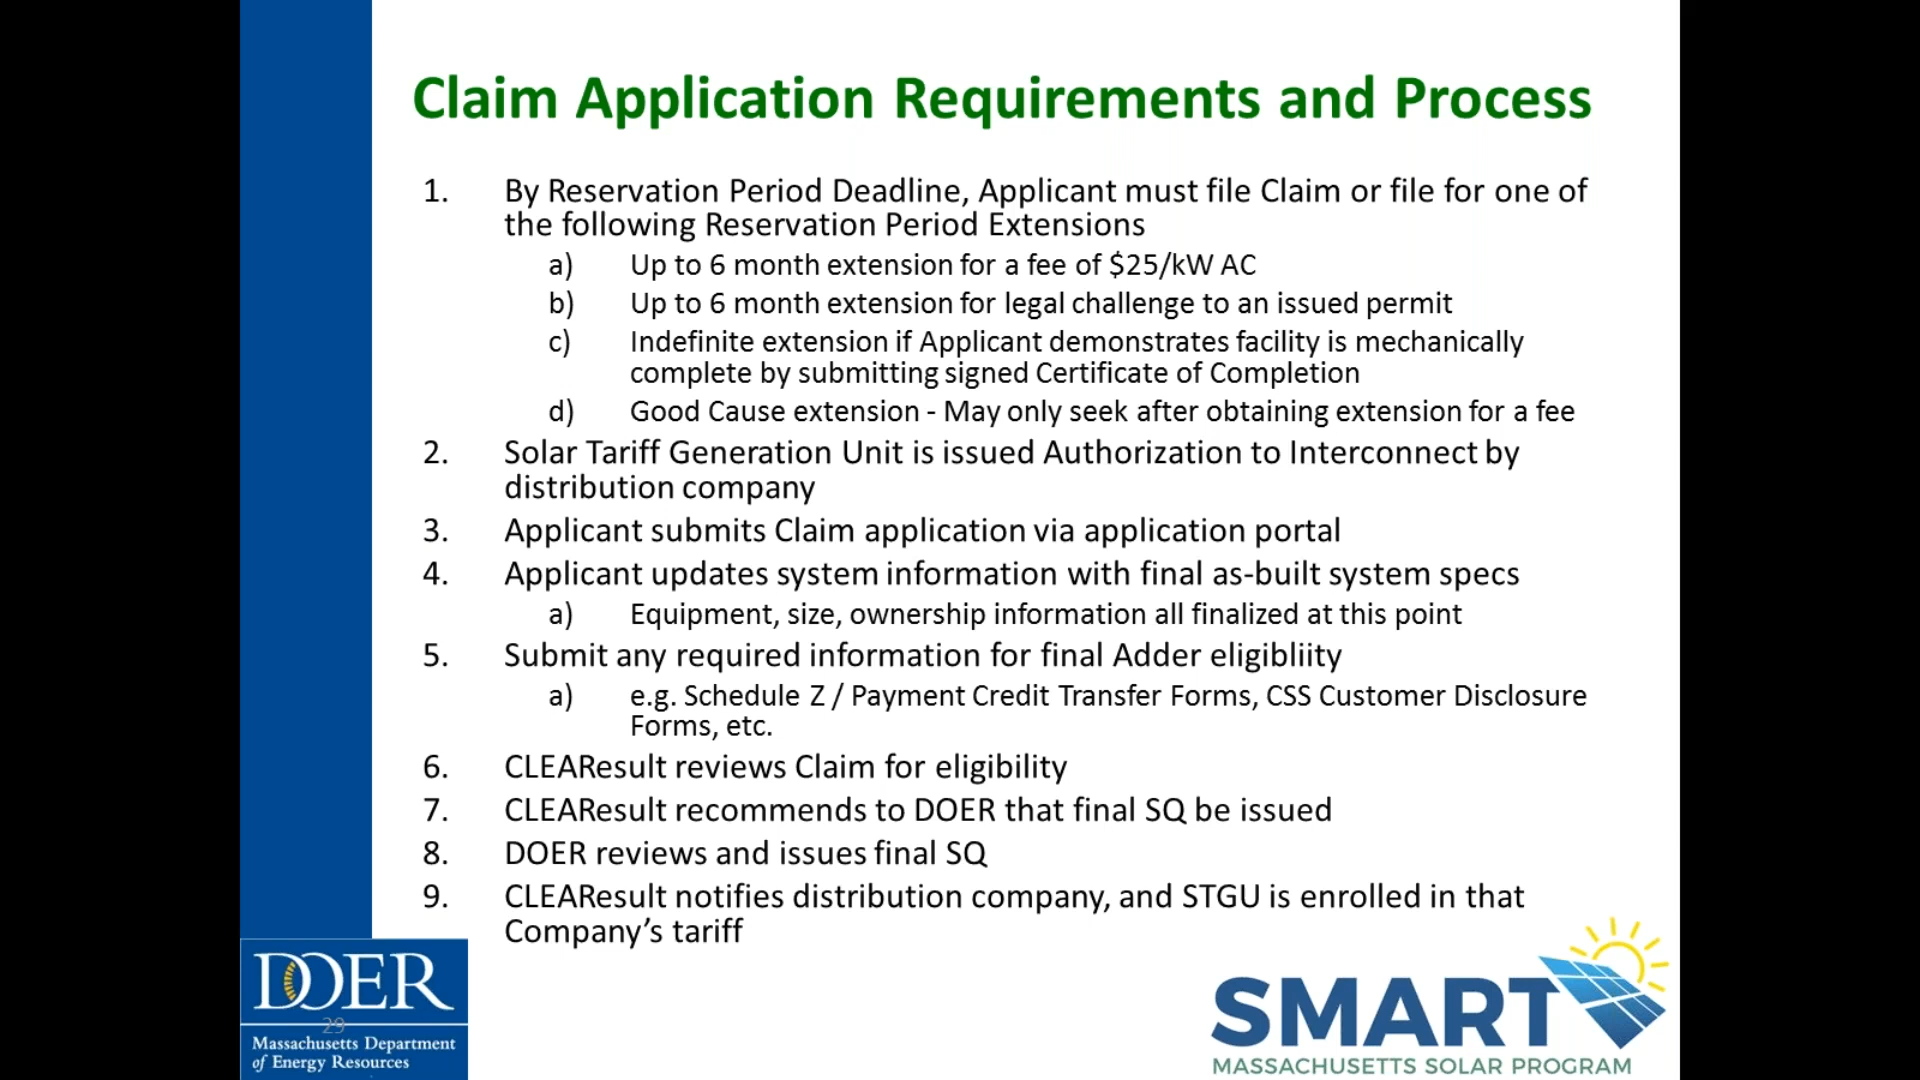 Claim Application Requirements and Process
1. By Reservation Period Deadline, Applicant must file Claim or file for one of
the following Reservation Period Extensions
a) Up to 6 month extension for a fee of $25/kW AC
b) Up to 6 month extension for legal challenge to an issued permit
c) Indefinite extension if Applicant demonstrates facility is mechanically
complete by submitting signed Certificate of Completion
d) Good Cause extension - May only seek after obtaining extension for a fee
2. Solar Tariff Generation Unit is issued Authorization to Interconnect by
distribution company
3. Applicant submits Claim application via application portal
4. Applicant updates system information with final as-built system specs
a) Equipment, size, ownership information all finalized at this point
5. Submit any required information for final Adder eligibliity
a) e.g. Schedule Z / Payment Credit Transfer Forms, CSS Customer Disclosure
Forms, etc.
6. CLEAResult reviews Claim for eligibility
7. CLEAResult recommends to DOER that final SQ be issued
8. DOER reviews and issues final SQ
9. CLEAResult notifies distribution company, and STGU is enrolled in that
Company’s tariff
DOER
29
Massachusetts Department
of Energy Resources
SMART
MASSACHUSETTS SOLAR PROGRAM